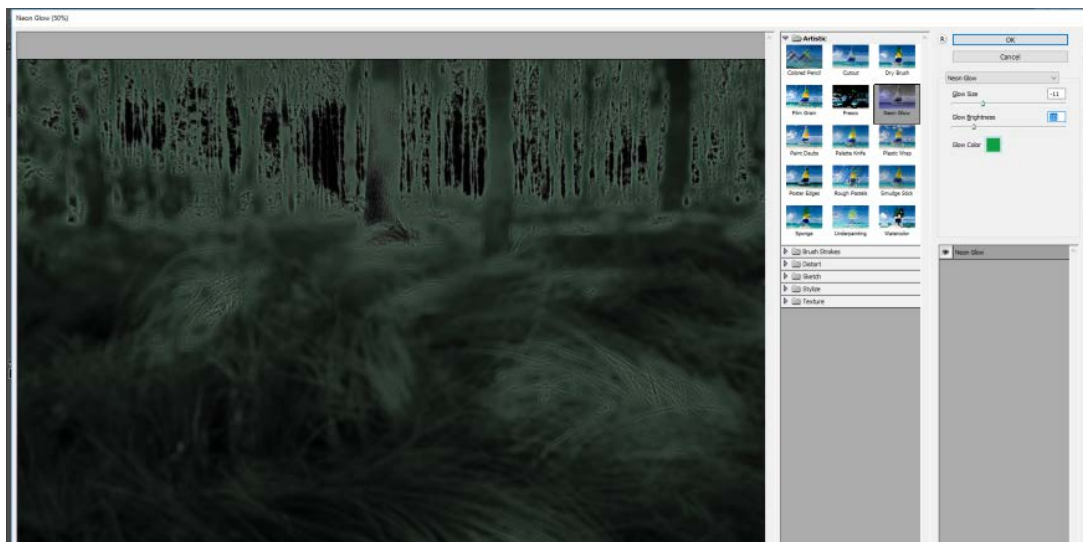 Neon Glow (50%)
Artistic
Colored Pencil
Cutout
Dry Brush
Film Grain
Fresco
Neon Glow
Paint Daubs
Palette Knife
Plastic Wrap
Poster Edges
Rough Pastels
Smudge Stick
Sponge
Underpainting
Watercolor
Brush Strokes
Distort
Sketch
Stylize
Texture
OK
Cancel
Neon Glow
Glow Size
-11
Glow Brightness
Glow Color
Neon Glow